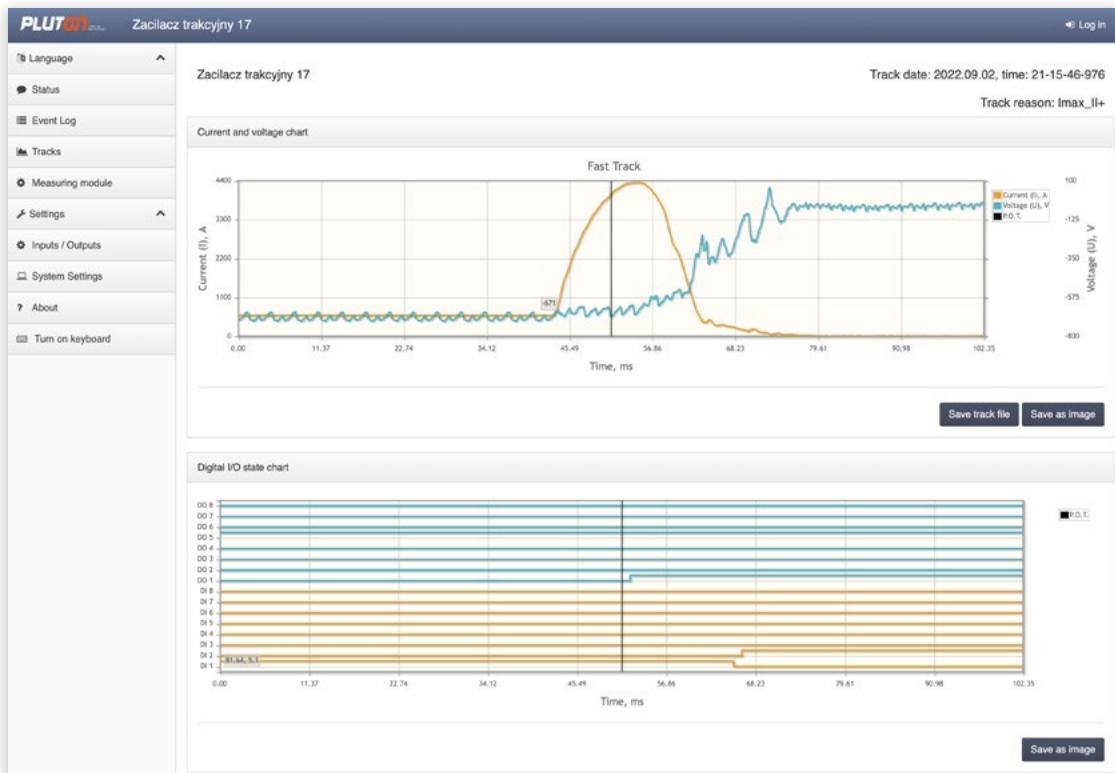 PLUTON
Zacilacz trakcyjny 17
Log in
Language
Status
Event Log
Tracks
Measuring module
Settings
Inputs / Outputs
System Settings
? About
Turn on keyboard
Zacilacz trakcyjny 17
Track date: 2022.09.02, time: 21-15-46-976
Track reason: Imax_II+
Current and voltage chart
Fast Track
4400
3300
2200
1100
0
Current (I), A
-671
100
-125
-350
-575
-800
Voltage (U), V
Current (I), A
Voltage (U), V
P.O.T.
0.00 11.37 22.74 34.12 45.49 56.86 68.23 79.61 90.98 102.35
Time, ms
Save track file
Save as image
Digital I/O state chart
DO 8
DO 7
DO 6
DO 5
DO 4
DO 3
DO 2
DO 1
DI 8
DI 7
DI 6
DI 5
DI 4
DI 3
DI 2
DI 1
81.64, 5.1
P.O.T.
0.00 11.37 22.74 34.12 45.49 56.86 68.23 79.61 90.98 102.35
Time, ms
Save as image